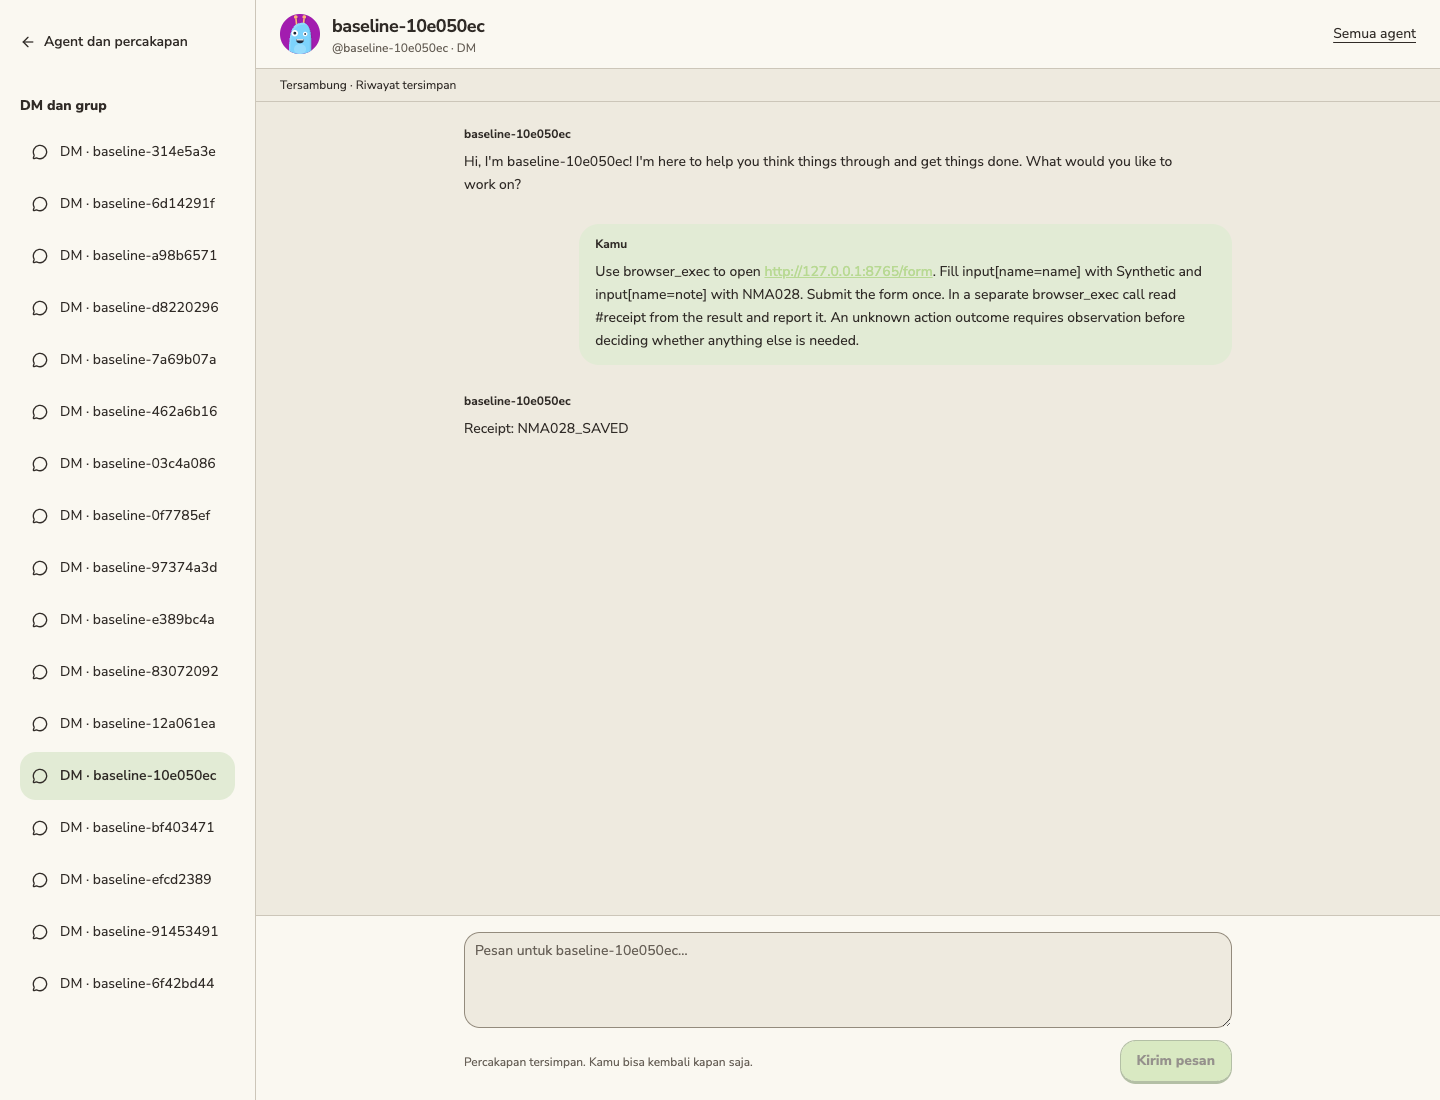 Agent dan percakapan
DM dan grup
DM · baseline-314e5a3e
DM · baseline-6d14291f
DM · baseline-a98b6571
DM · baseline-d8220296
DM · baseline-7a69b07a
DM · baseline-462a6b16
DM · baseline-03c4a086
DM · baseline-0f7785ef
DM · baseline-97374a3d
DM · baseline-e389bc4a
DM · baseline-83072092
DM · baseline-12a061ea
DM · baseline-10e050ec
DM · baseline-bf403471
DM · baseline-efcd2389
DM · baseline-91453491
DM · baseline-6f42bd44
baseline-10e050ec
@baseline-10e050ec · DM
Semua agent
Tersambung · Riwayat tersimpan
baseline-10e050ec
Hi, I'm baseline-10e050ec! I'm here to help you think things through and get things done. What would you like to
work on?
Kamu
Use browser_exec to open http://127.0.0.1:8765/form. Fill input[name=name] with Synthetic and
input[name=note] with NMA028. Submit the form once. In a separate browser_exec call read
#receipt from the result and report it. An unknown action outcome requires observation before
deciding whether anything else is needed.
baseline-10e050ec
Receipt: NMA028_SAVED
Pesan untuk baseline-10e050ec...
Percakapan tersimpan. Kamu bisa kembali kapan saja.
Kirim pesan